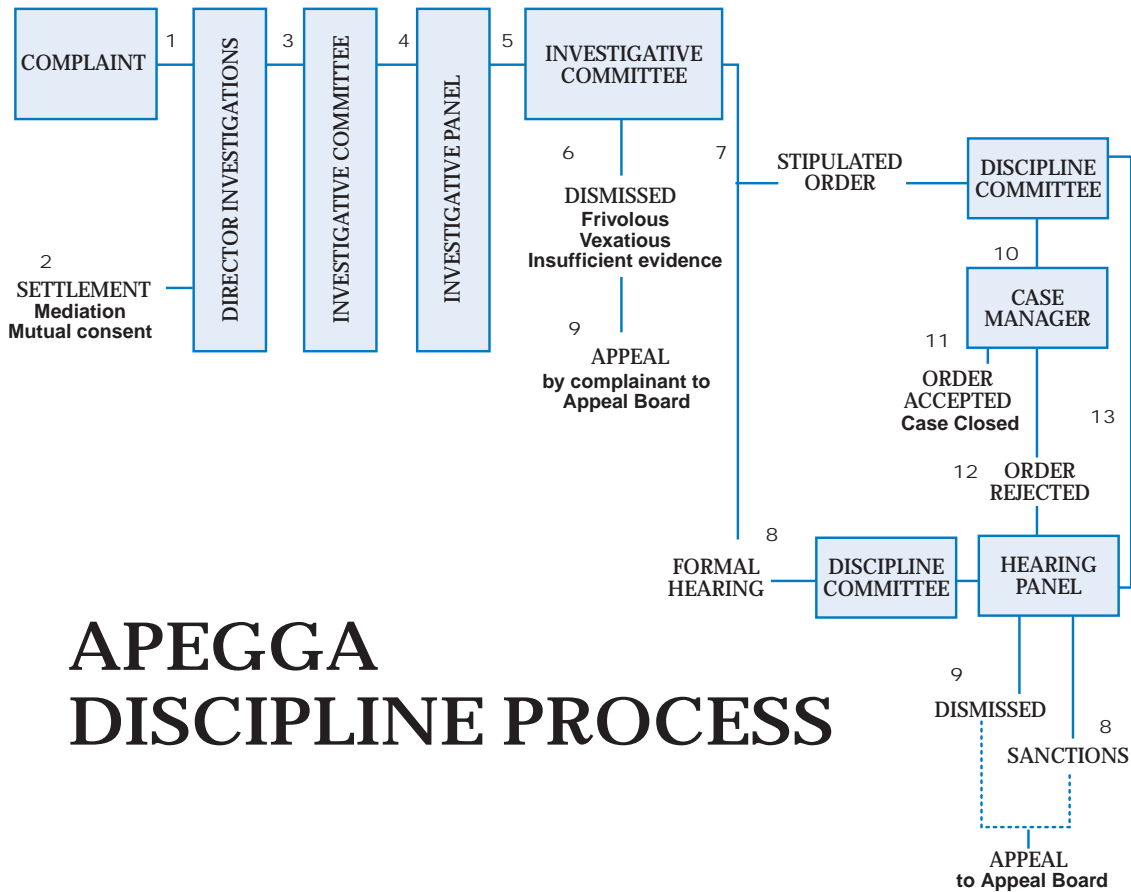 COMPLAINT
1
DIRECTOR INVESTIGATIONS
3
INVESTIGATIVE COMMITTEE
4
INVESTIGATIVE PANEL
5
INVESTIGATIVE
COMMITTEE
2
SETTLEMENT
Mediation
Mutual consent
6
DISMISSED
Frivolous
Vexatious
Insufficient evidence
9
APPEAL
by complainant to
Appeal Board
7
STIPULATED
ORDER
DISCIPLINE
COMMITTEE
10
CASE
MANAGER
11
ORDER
ACCEPTED
Case Closed
13
12
ORDER
REJECTED
8
FORMAL
HEARING
DISCIPLINE
COMMITTEE
HEARING
PANEL
9
DISMISSED
8
SANCTIONS
APPEAL
to Appeal Board
APEGGA
DISCIPLINE PROCESS